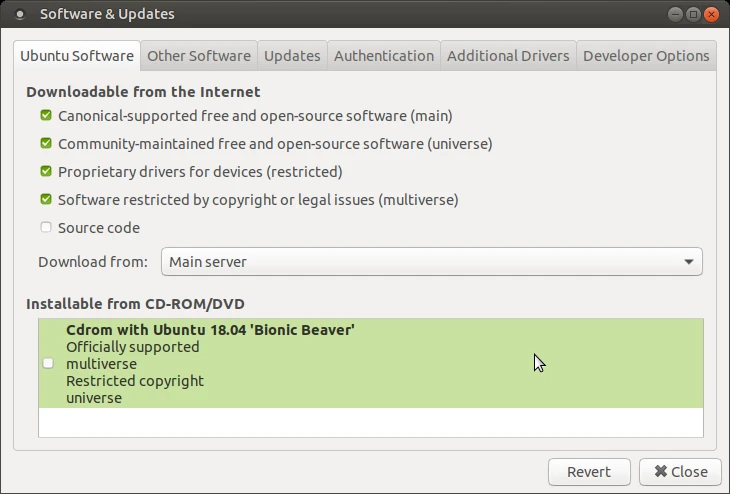 Software & Updates
Ubuntu Software Other Software Updates Authentication Additional Drivers Developer Options
Downloadable from the Internet
Canonical-supported free and open-source software (main)
Community-maintained free and open-source software (universe)
Proprietary drivers for devices (restricted)
Software restricted by copyright or legal issues (multiverse)
Source code
Download from: Main server
Installable from CD-ROM/DVD
Cdrom with Ubuntu 18.04 'Bionic Beaver'
Officially supported
multiverse
Restricted copyright
universe
Revert Close